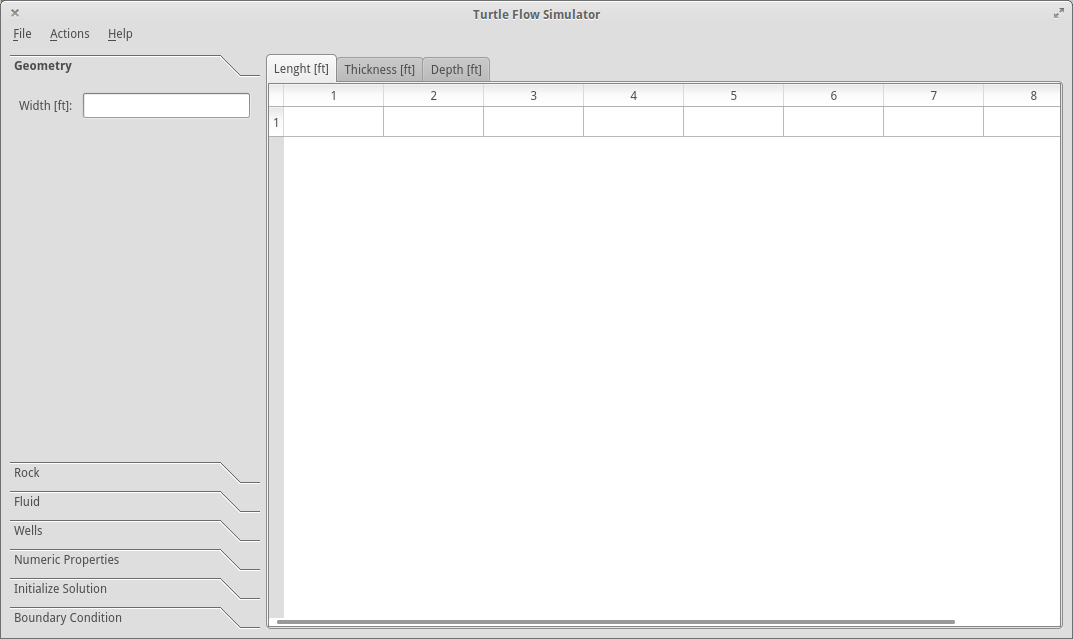 Turtle Flow Simulator
File Actions Help
Geometry
Width [ft]:
Lenght [ft] Thickness [ft] Depth [ft]
1 2 3 4 5 6 7 8
1
Rock
Fluid
Wells
Numeric Properties
Initialize Solution
Boundary Condition